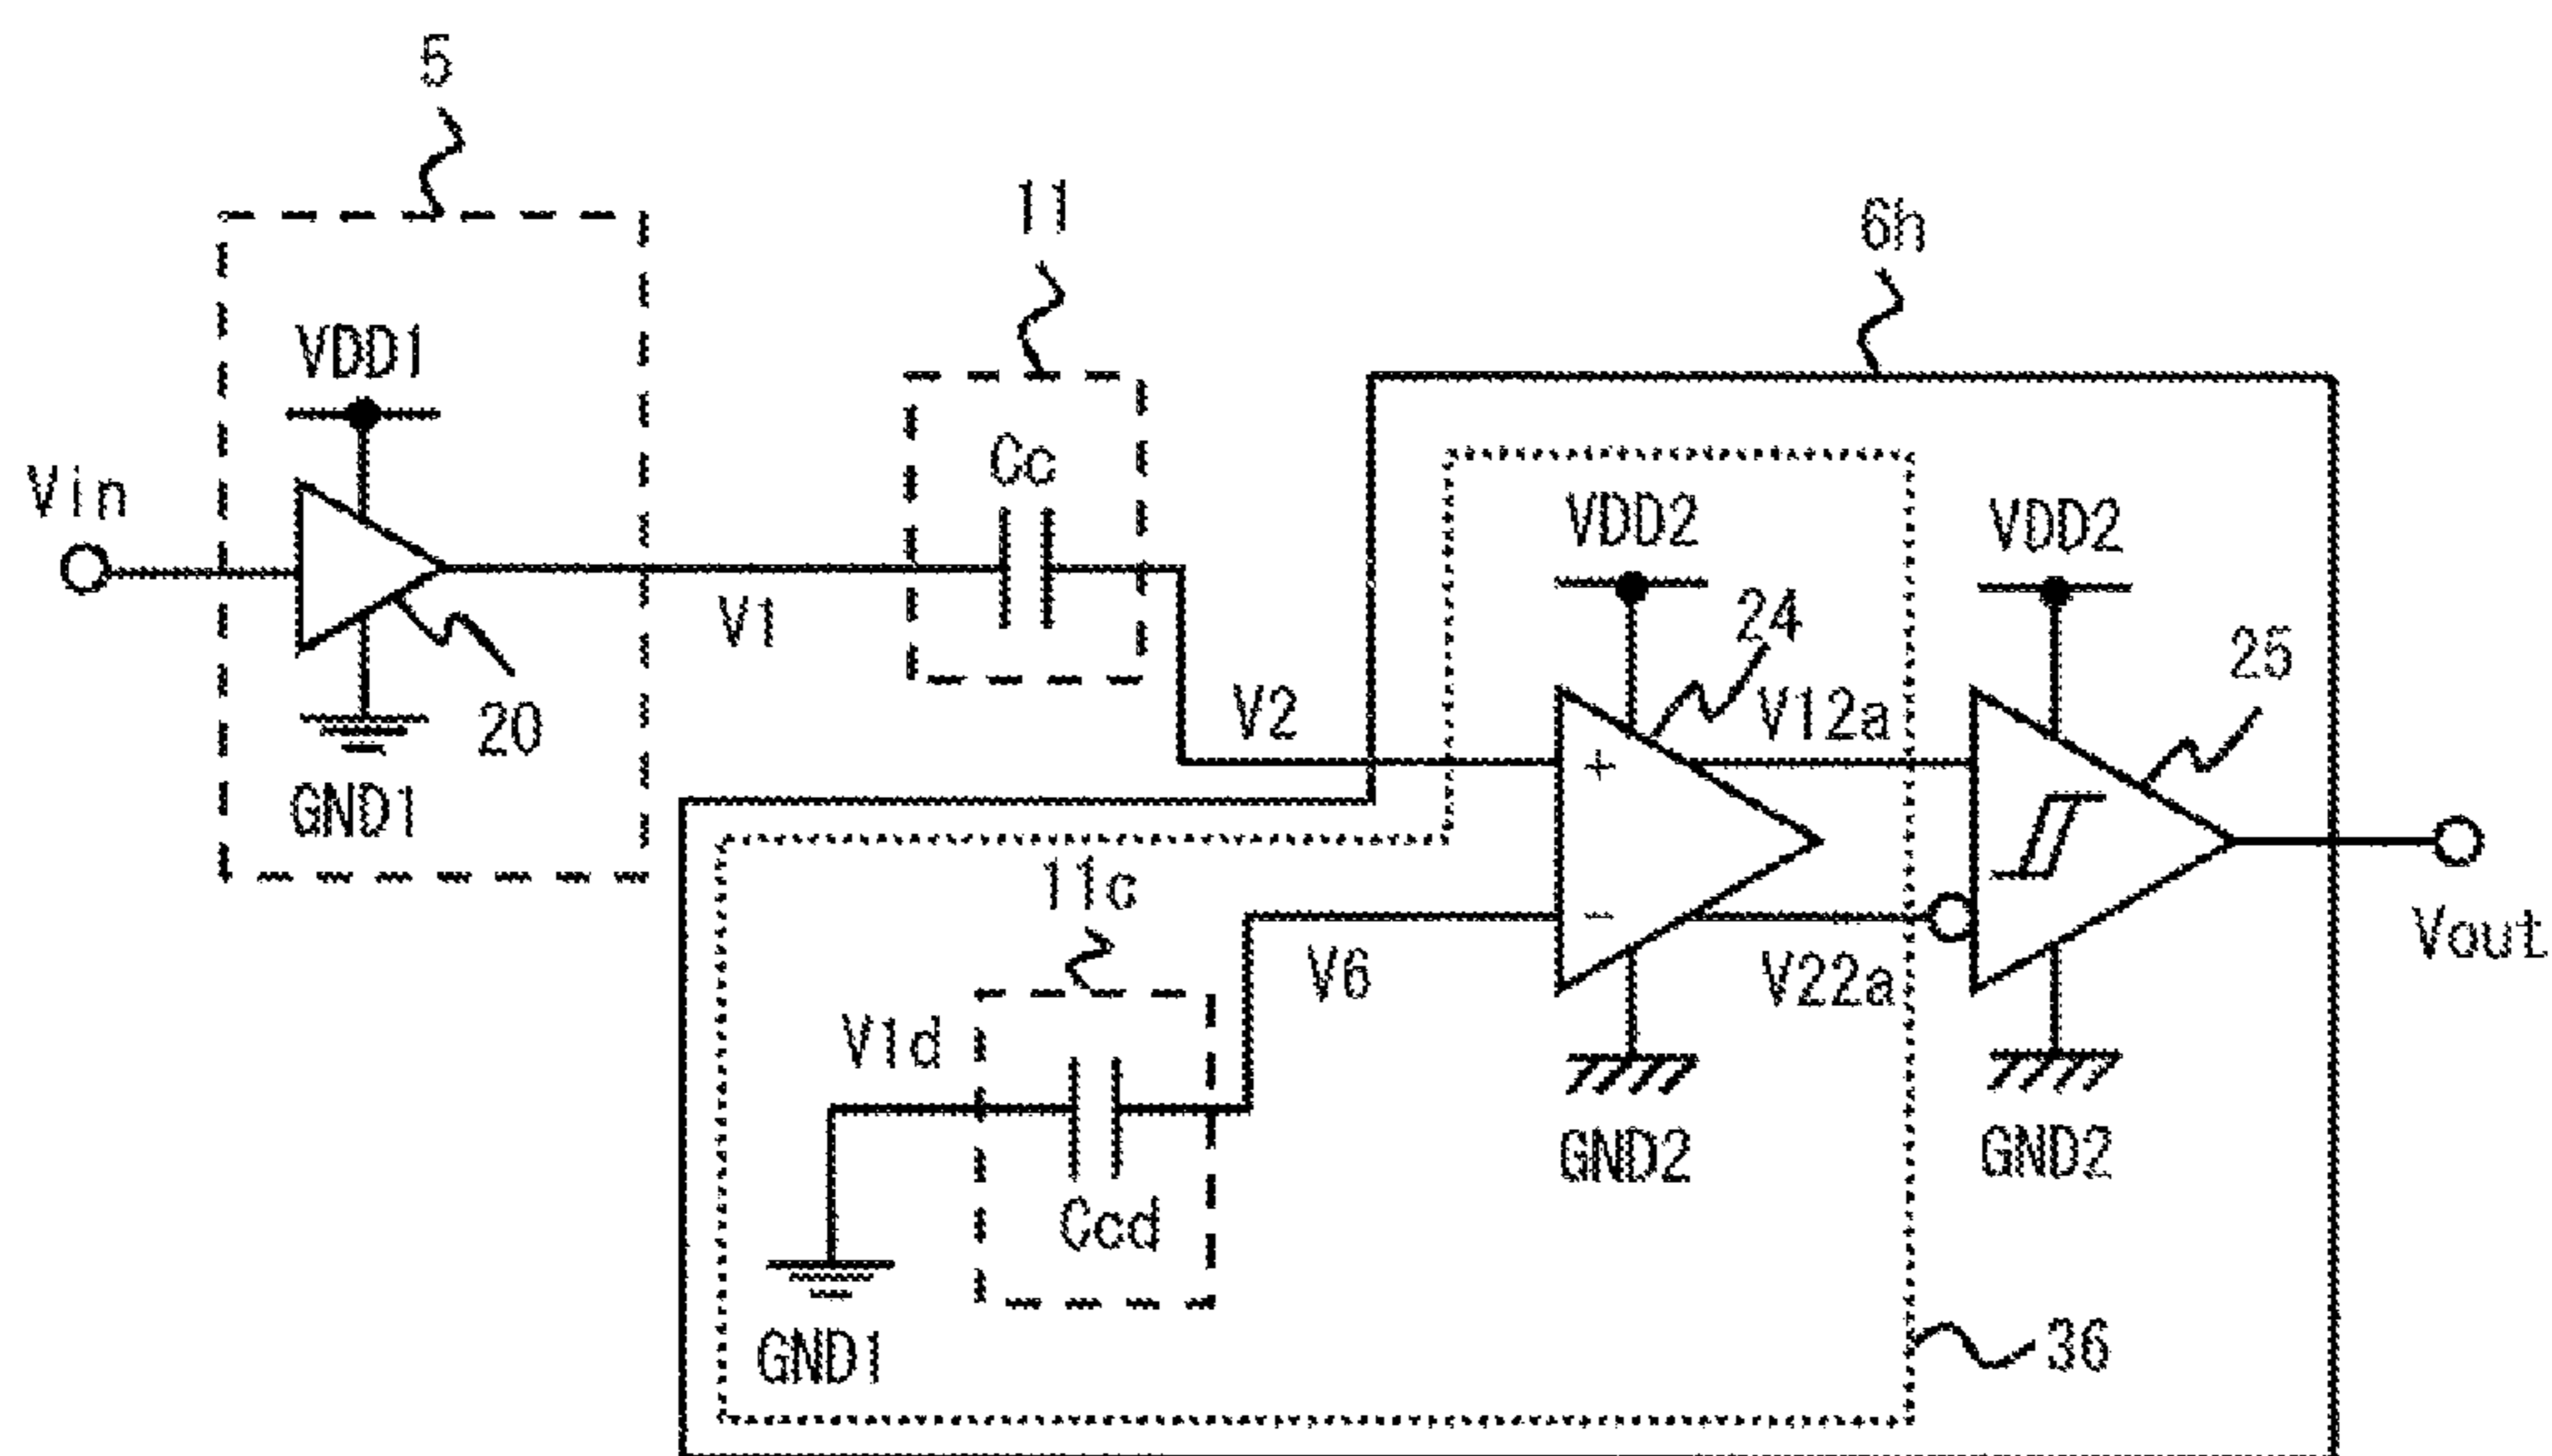 5
11
6h
VDD1
Cc
Vin
VDD2
VDD2
24
V1
25
V2
V12a
20
GND1
+
11c
-
Vout
V6
V22a
V1d
GND2
GND2
Ccd
GND1
36